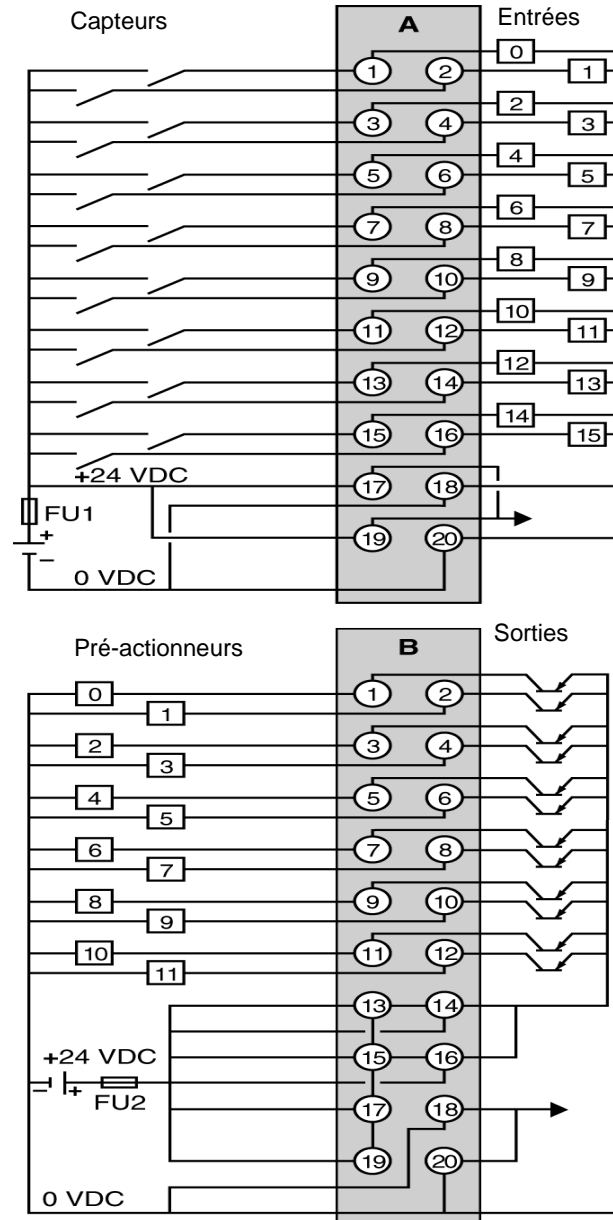 Capteurs A Entrées
0
1 2 1
2
3 4 3
4
5 6 5
6
7 8 7
8
9 10 9
10
11 12 11
12
13 14 13
14
15 16 15
+24 VDC
17 18
FU1
19 20
+
–
0 VDC
Pré-actionneurs B Sorties
0 1 2
1
2 3 4
3
4 5 6
5
6 7 8
7
8 9 10
9
10 11 12
11
13 14
+24 VDC 15 16
– +
FU2
17 18
19 20
0 VDC